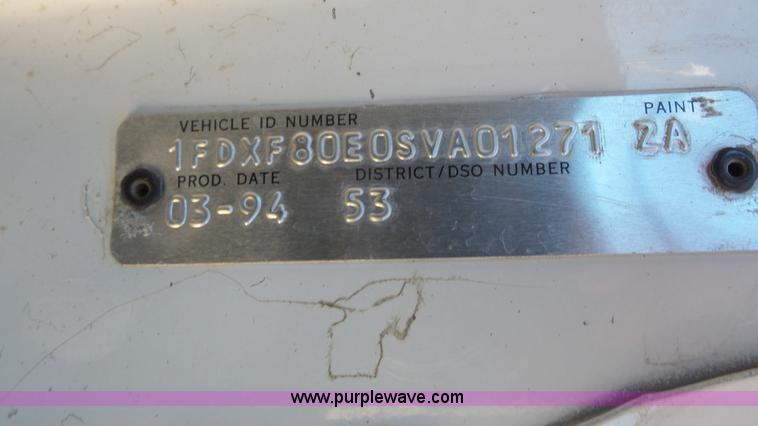 PAINT
VEHICLE ID NUMBER
1FDXF80E0SVA01271 ZA
PROD. DATE DISTRICT/DSO NUMBER
03-94 53
www.purplewave.com